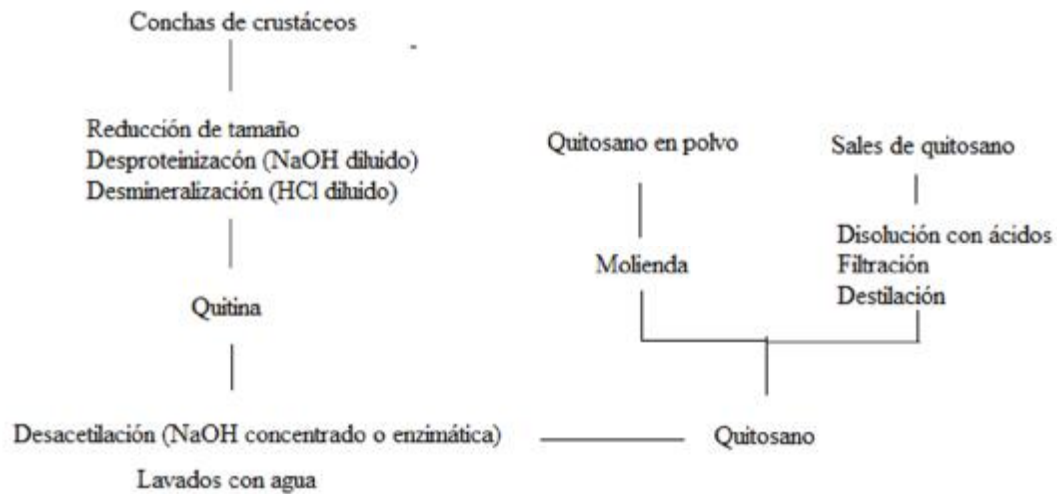 Conchas de crustáceos
Reducción de tamaño
Desproteinizacón (NaOH diluido)
Desmineralización (HCl diluido)
Quitina
Desacetilación (NaOH concentrado o enzimática)
Lavados con agua
Quitosano
Quitosano en polvo
Molienda
Sales de quitosano
Disolución con ácidos
Filtración
Destilación